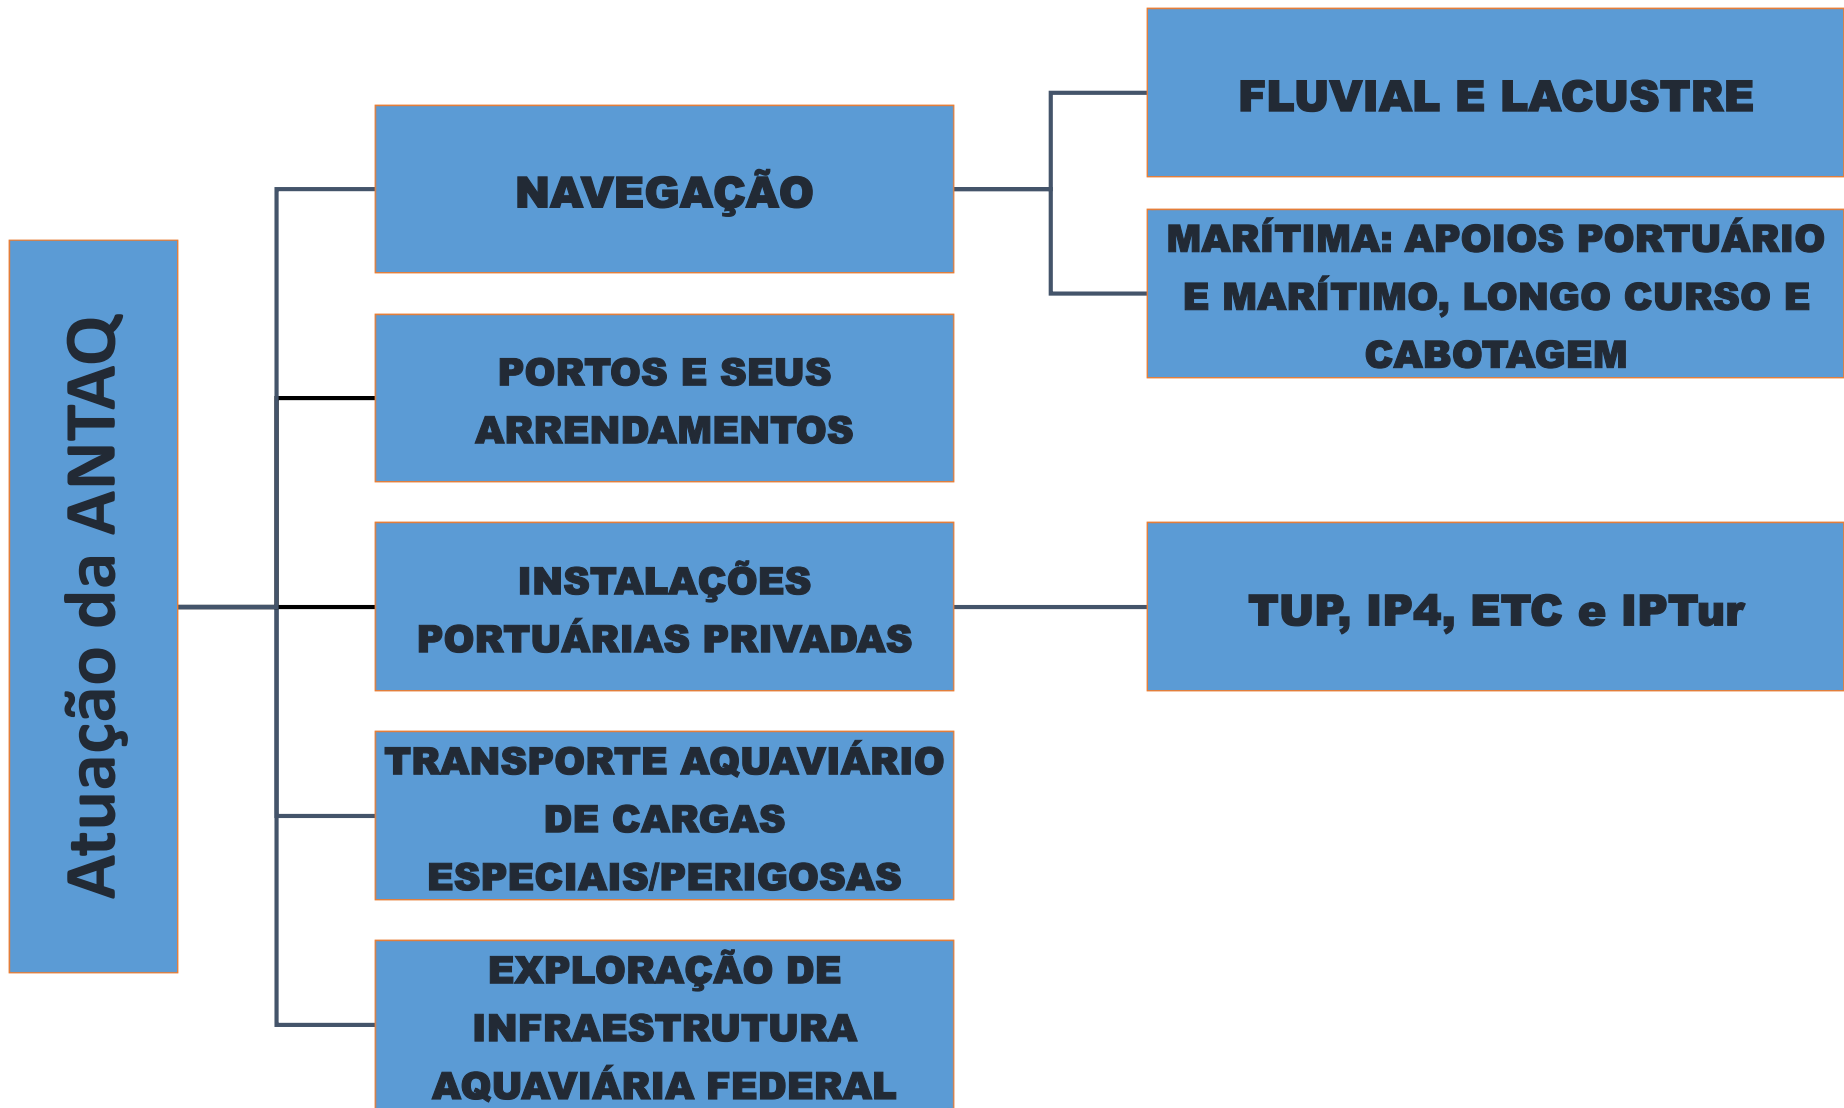 Atuação da ANTAQ
NAVEGAÇÃO
FLUVIAL E LACUSTRE
MARÍTIMA: APOIOS PORTUÁRIO
E MARÍTIMO, LONGO CURSO E
CABOTAGEM
PORTOS E SEUS
ARRENDAMENTOS
INSTALAÇÕES
PORTUÁRIAS PRIVADAS
TUP, IP4, ETC e IPTur
TRANSPORTE AQUAVIÁRIO
DE CARGAS
ESPECIAIS/PERIGOSAS
EXPLORAÇÃO DE
INFRAESTRUTURA
AQUAVIÁRIA FEDERAL